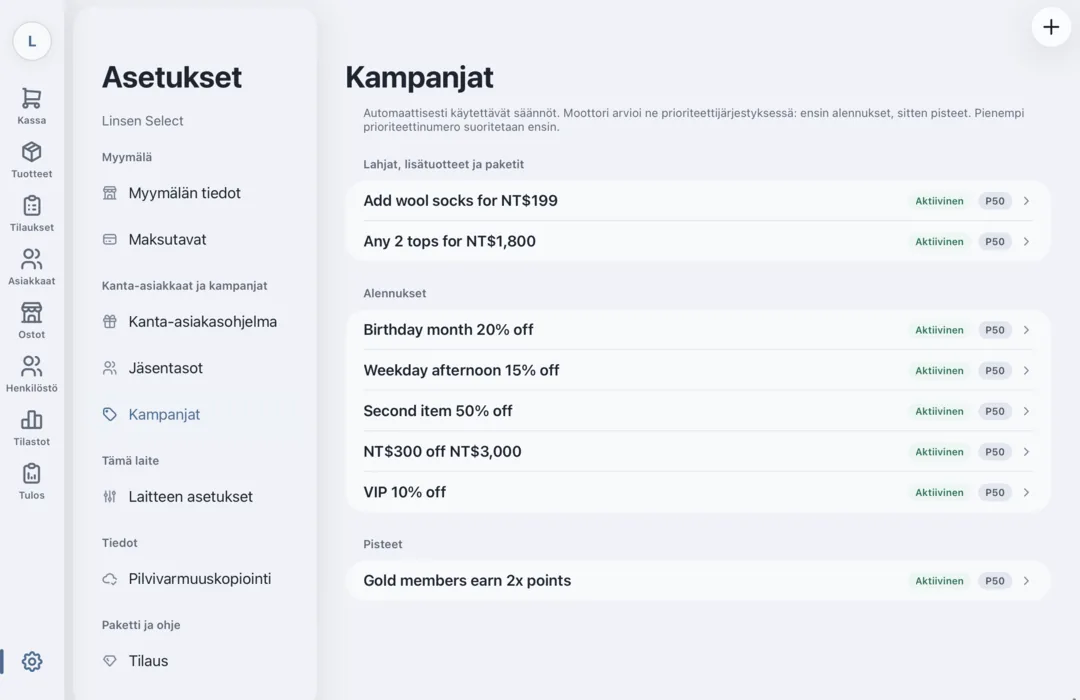 L
Kassa
Tuotteet
Tilaukset
Asiakkaat
Ostot
Henkilöstö
Tilastot
Tulos
Asetukset
Linsen Select
Myymälä
Myymälän tiedot
Maksutavat
Kanta-asiakkaat ja kampanjat
Kanta-asiakasohjelma
Jäsentasot
Kampanjat
Tämä laite
Laitteen asetukset
Tiedot
Pilvivarmuuskopiointi
Paketti ja ohje
Tilaus
Kampanjat
Automaattisesti käytettävät säännöt. Moottori arvioi ne prioriteettijärjestyksessä: ensin alennukset, sitten pisteet. Pienempi
prioriteettinumero suoritetaan ensin.
Lahjat, lisätuotteet ja paketit
Add wool socks for NT$199 Aktiivinen P50
Any 2 tops for NT$1,800 Aktiivinen P50
Alennukset
Birthday month 20% off Aktiivinen P50
Weekday afternoon 15% off Aktiivinen P50
Second item 50% off Aktiivinen P50
NT$300 off NT$3,000 Aktiivinen P50
VIP 10% off Aktiivinen P50
Pisteet
Gold members earn 2x points Aktiivinen P50